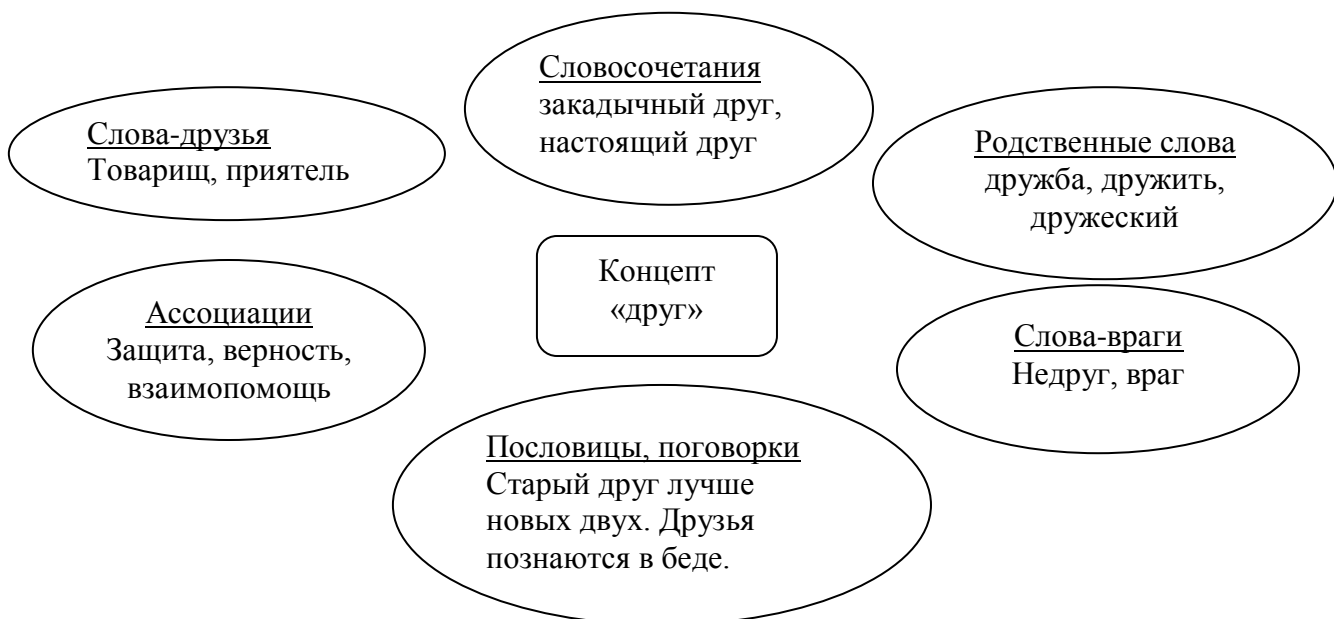 Словосочетания
закадычный друг,
настоящий друг
Слова-друзья
Товарищ, приятель
Родственные слова
дружба, дружить,
дружеский
Концепт
«друг»
Ассоциации
Защита, верность,
взаимопомощь
Слова-враги
Недруг, враг
Пословицы, поговорки
Старый друг лучше
новых двух. Друзья
познаются в беде.